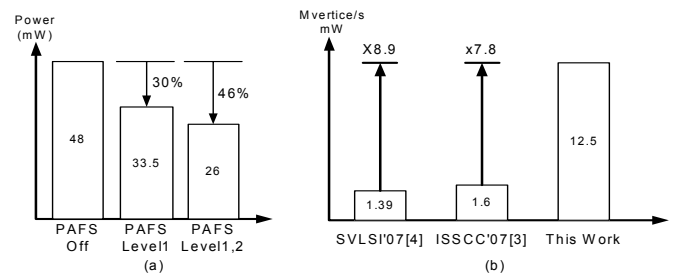 Power
(mW)
30%
46%
48
33.5
26
PAFS
Off
PAFS
Level1
PAFS
Level1,2
(a)
Mvertice/s
mW
X8.9
x7.8
12.5
1.39
1.6
SVLSI'07[4]
ISSCC'07[3]
This Work
(b)